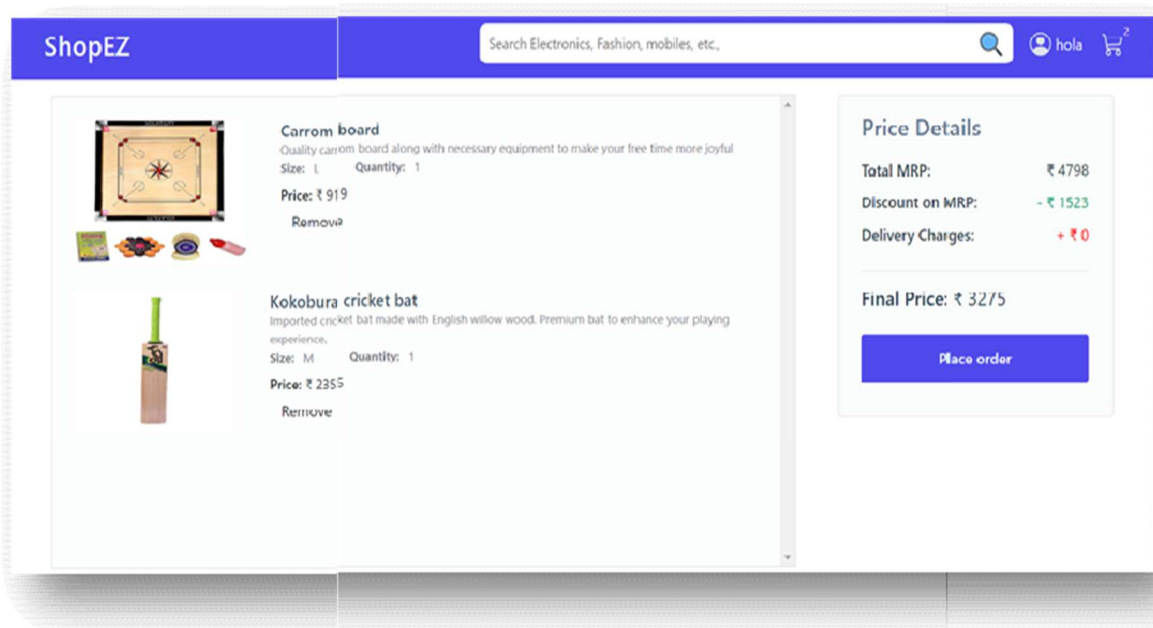 ShopEZ
Search Electronics, Fashion, mobiles, etc.,
hola
2
Carrom board
Quality carrom board along with necessary equipment to make your free time more joyful
Size: L Quantity: 1
Price: ₹ 919
Remove
Kokobura cricket bat
Imported cricket bat made with English willow wood. Premium bat to enhance your playing
experience.
Size: M Quantity: 1
Price: ₹ 2355
Remove
Price Details
Total MRP: ₹ 4798
Discount on MRP: - ₹ 1523
Delivery Charges: + ₹ 0
Final Price: ₹ 3275
Place order